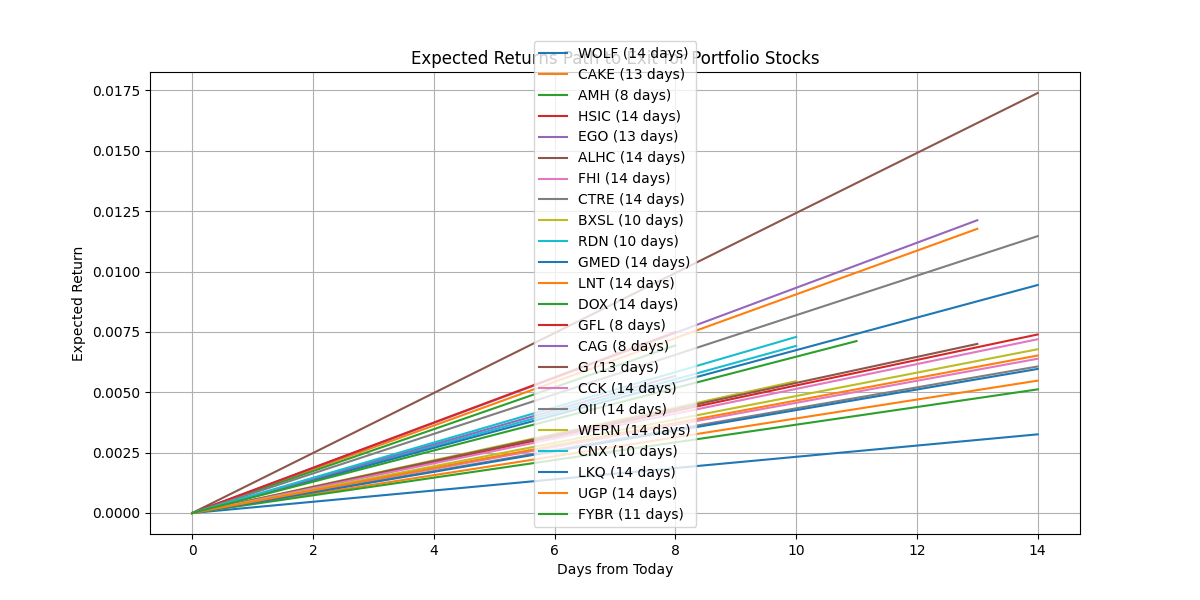 Expected Returns Path to Exit for Portfolio Stocks
WOLF (14 days)
CAKE (13 days)
AMH (8 days)
HSIC (14 days)
EGO (13 days)
ALHC (14 days)
FHI (14 days)
CTRE (14 days)
BXSL (10 days)
RDN (10 days)
GMED (14 days)
LNT (14 days)
DOX (14 days)
GFL (8 days)
CAG (8 days)
G (13 days)
CCK (14 days)
OII (14 days)
WERN (14 days)
CNX (10 days)
LKQ (14 days)
UGP (14 days)
FYBR (11 days)
Expected Return
0.0175
0.0150
0.0125
0.0100
0.0075
0.0050
0.0025
0.0000
0 2 4 6 8 10 12 14
Days from Today